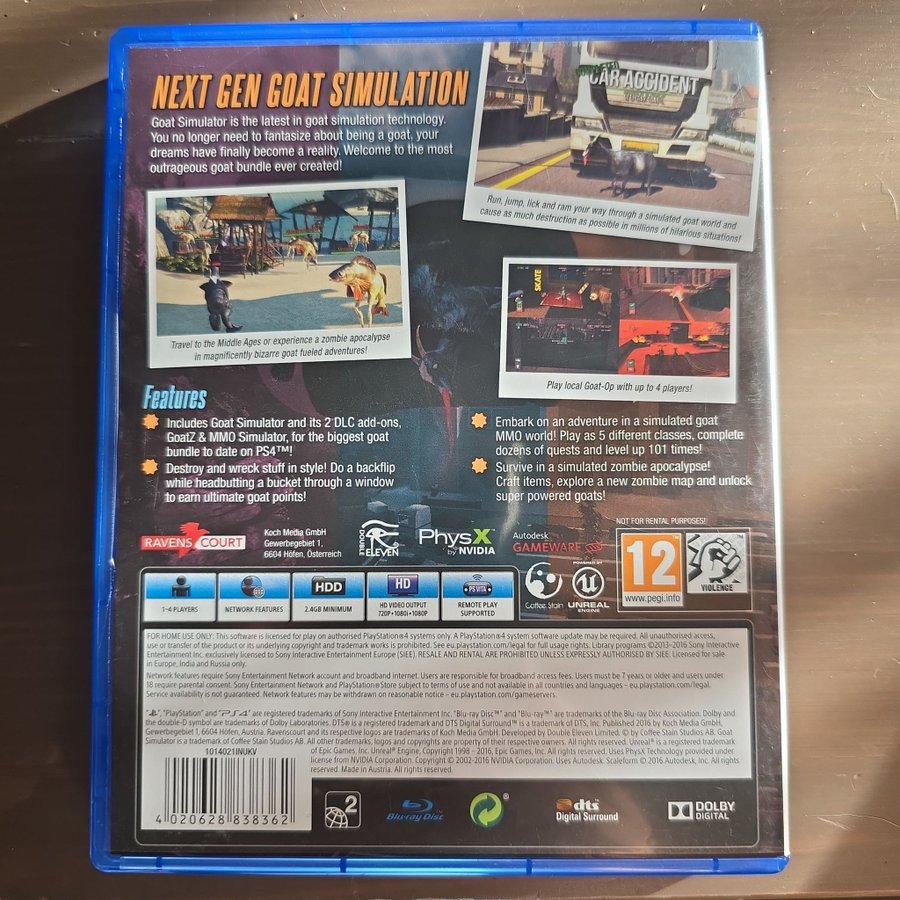 NEXT GEN GOAT SIMULATION
Goat Simulator is the latest in goat simulation technology.
You no longer need to fantasize about being a goat, your
dreams have finally become a reality. Welcome to the most
outrageous goat bundle ever created!
CAR ACCIDENT
Run, jump, lick and ram your way through a simulated goat world and
cause as much destruction as possible in millions of hilarious situations!
Travel to the Middle Ages or experience a zombie apocalypse
in magnificently bizarre goat fueled adventures!
SKATE
Play local Goat-Op with up to 4 players!
Features
Includes Goat Simulator and its 2 DLC add-ons,
GoatZ & MMO Simulator, for the biggest goat
bundle to date on PS4™!
Destroy and wreck stuff in style! Do a backflip
while headbutting a bucket through a window
to earn ultimate goat points!
Embark on an adventure in a simulated goat
MMO world! Play as 5 different classes, complete
dozens of quests and level up 101 times!
Survive in a simulated zombie apocalypse!
Craft items, explore a new zombie map and unlock
super powered goats!
RAVENSCOURT
Koch Media GmbH
Gewerbegebiet 1,
6604 Höfen, Österreich
DOUBLE ELEVEN
PhysX™
by NVIDIA
Autodesk
GAMEWARE
Coffee Stain
POWERED BY
UNREAL
ENGINE
NOT FOR RENTAL PURPOSES!
12
www.pegi.info
VIOLENCE
1-4 PLAYERS
NETWORK FEATURES
HDD
2.4GB MINIMUM
HD
HD VIDEO OUTPUT
720P•1080i•1080P
PS VITA
REMOTE PLAY
SUPPORTED
FOR HOME USE ONLY: This software is licensed for play on authorised PlayStation®4 systems only. A PlayStation®4 system software update may be required. All unauthorised access,
use or transfer of the product or its underlying copyright and trademark works is prohibited. See eu.playstation.com/legal for full usage rights. Library programs ©2013-2016 Sony Interactive
Entertainment Inc. exclusively licensed to Sony Interactive Entertainment Europe (SIEE). RESALE AND RENTAL ARE PROHIBITED UNLESS EXPRESSLY AUTHORISED BY SIEE. Licensed for sale
in Europe, India and Russia only.
Network features require Sony Entertainment Network account and broadband internet. Users are responsible for broadband access fees. Users must be 7 years or older and users under
18 require parental consent. Sony Entertainment Network and PlayStation®Store subject to terms of use and not available in all countries and languages – eu.playstation.com/legal.
Service availability is not guaranteed. Network features may be withdrawn on reasonable notice – eu.playstation.com/gameservers.
"PlayStation" and "PS4" are registered trademarks of Sony Interactive Entertainment Inc. "Blu-ray Disc™" and "Blu-ray™" are trademarks of the Blu-ray Disc Association. Dolby and
the double-D symbol are trademarks of Dolby Laboratories. DTS® is a registered trademark and DTS Digital Surround™ is a trademark of DTS, Inc. Published 2016 by Koch Media GmbH,
Gewerbegebiet 1, 6604 Höfen, Austria. Ravenscourt and its respective logos are trademarks of Koch Media GmbH. Developed by Double Eleven Limited. © by Coffee Stain Studios AB. Goat
Simulator is a trademark of Coffee Stain Studios AB. All other trademarks, logos and copyrights are property of their respective owners. All rights reserved. Unreal® is a registered trademark
of Epic Games, Inc. Unreal® Engine, Copyright 1998 – 2016, Epic Games, Inc. All rights reserved. Uses PhysX Technology provided under
license from NVIDIA Corporation. Copyright © 2002-2016 NVIDIA Corporation. Uses Autodesk. Scaleform © 2016 Autodesk, Inc. All rights
reserved. Made in Austria. All rights reserved.
1014021INUKV
4 020628 838362
2
Blu-ray Disc™
dts
Digital Surround
DOLBY
DIGITAL